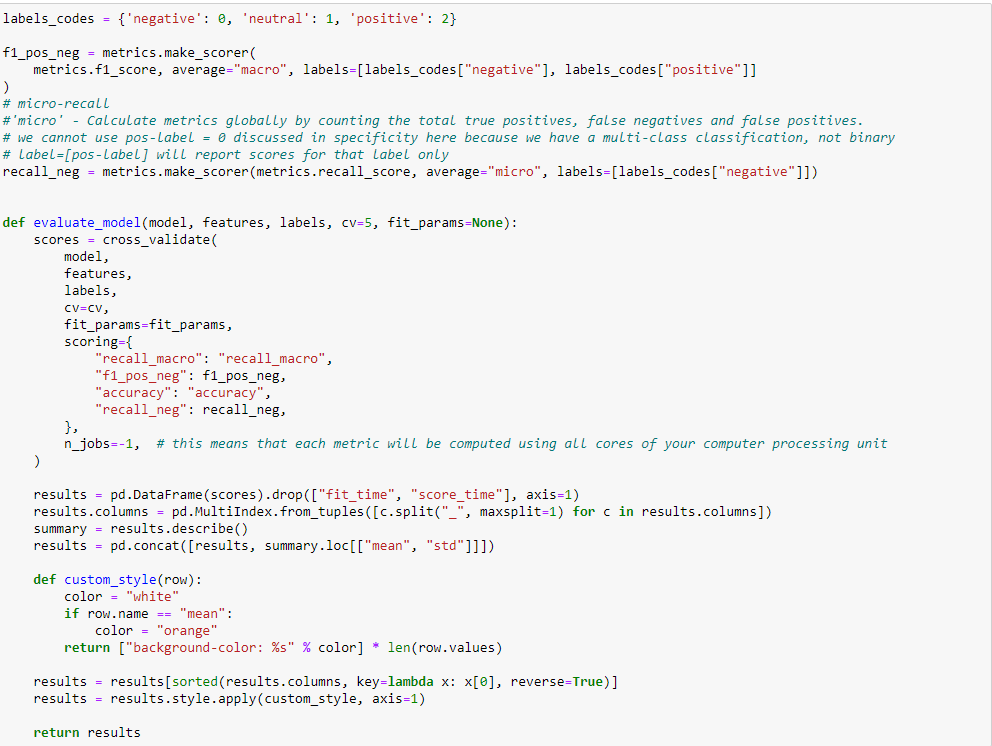 labels_codes = {'negative': 0, 'neutral': 1, 'positive': 2}

f1_pos_neg = metrics.make_scorer(
    metrics.f1_score, average="macro", labels=[labels_codes["negative"], labels_codes["positive"]]
)
# micro-recall
#'micro' - Calculate metrics globally by counting the total true positives, false negatives and false positives.
# we cannot use pos-label = 0 discussed in specificity here because we have a multi-class classification, not binary
# label=[pos-label] will report scores for that label only
recall_neg = metrics.make_scorer(metrics.recall_score, average="micro", labels=[labels_codes["negative"]])


def evaluate_model(model, features, labels, cv=5, fit_params=None):
    scores = cross_validate(
        model,
        features,
        labels,
        cv=cv,
        fit_params=fit_params,
        scoring={
            "recall_macro": "recall_macro",
            "f1_pos_neg": f1_pos_neg,
            "accuracy": "accuracy",
            "recall_neg": recall_neg,
        },
        n_jobs=-1,  # this means that each metric will be computed using all cores of your computer processing unit
    )

    results = pd.DataFrame(scores).drop(["fit_time", "score_time"], axis=1)
    results.columns = pd.MultiIndex.from_tuples([c.split("_", maxsplit=1) for c in results.columns])
    summary = results.describe()
    results = pd.concat([results, summary.loc[["mean", "std"]]])

    def custom_style(row):
        color = "white"
        if row.name == "mean":
            color = "orange"
        return ["background-color: %s" % color] * len(row.values)

    results = results[sorted(results.columns, key=lambda x: x[0], reverse=True)]
    results = results.style.apply(custom_style, axis=1)

    return results